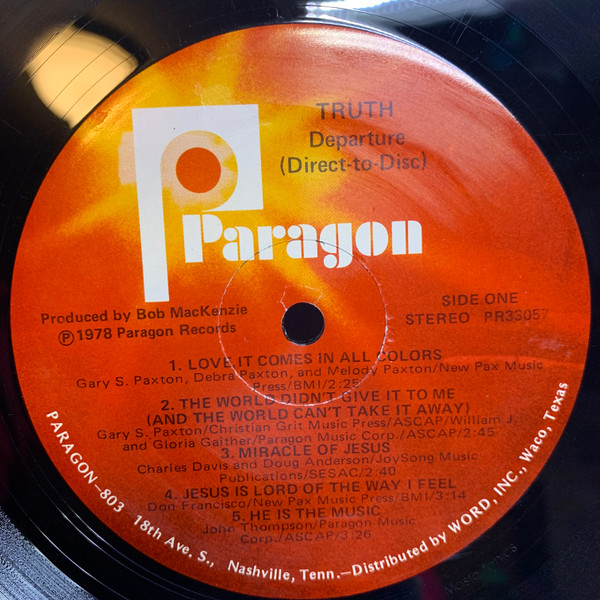 TRUTH
Departure
(Direct-to-Disc)
Paragon
Produced by Bob MacKenzie
Ⓟ1978 Paragon Records
SIDE ONE
STEREO PR33057
1. LOVE IT COMES IN ALL COLORS
Gary S. Paxton, Debra Paxton, and Melody Paxton/New Pax Music
Press/BMI/2:25
2. THE WORLD DIDN'T GIVE IT TO ME
(AND THE WORLD CAN'T TAKE IT AWAY)
Gary S. Paxton/Christian Grit Music Press/ASCAP/William J.
and Gloria Gaither/Paragon Music Corp./ASCAP/2:45
3. MIRACLE OF JESUS
Charles Davis and Doug Anderson/JoySong Music
Publications/SESAC/2:40
4. JESUS IS LORD OF THE WAY I FEEL
Don Francisco/New Pax Music Press/BMI/3:14
5. HE IS THE MUSIC
John Thompson/Paragon Music
Corp./ASCAP/3:26
PARAGON—803 18th Ave. S., Nashville, Tenn.—Distributed by WORD, INC., Waco, Texas